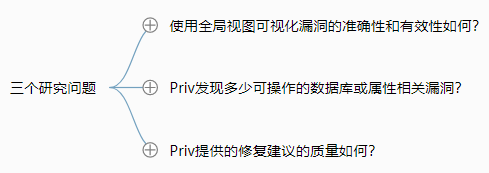 使用全局视图可视化漏洞的准确性和有效性如何？
三个研究问题
Priv发现多少可操作的数据库或属性相关漏洞？
Priv提供的修复建议的质量如何？